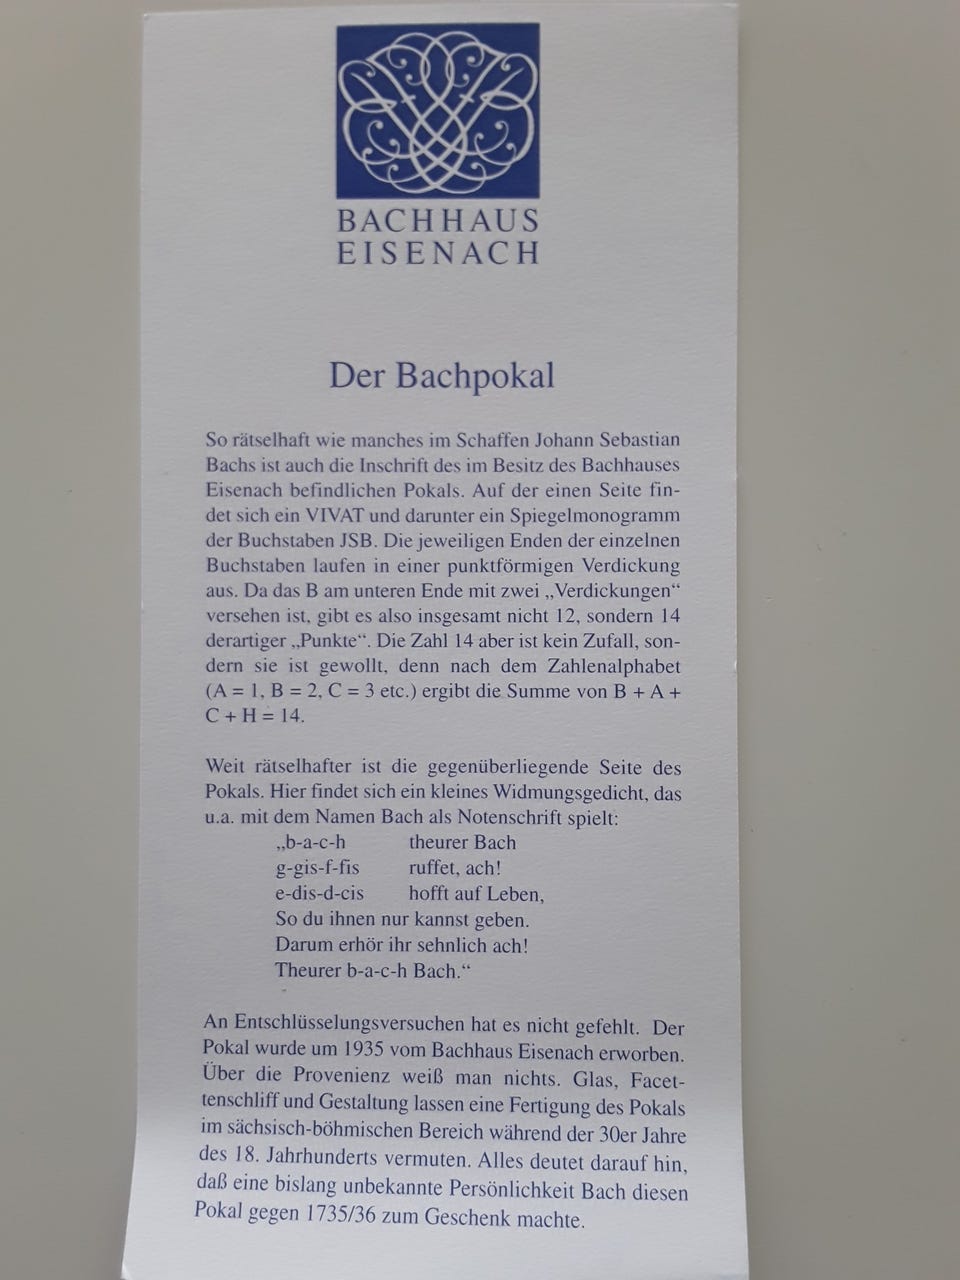 BACHHAUS
EISENACH
Der Bachpokal
So rätselhaft wie manches im Schaffen Johann Sebastian
Bachs ist auch die Inschrift des im Besitz des Bachhauses
Eisenach befindlichen Pokals. Auf der einen Seite fin-
det sich ein VIVAT und darunter ein Spiegelmonogramm
der Buchstaben JSB. Die jeweiligen Enden der einzelnen
Buchstaben laufen in einer punktförmigen Verdickung
aus. Da das B am unteren Ende mit zwei „Verdickungen“
versehen ist, gibt es also insgesamt nicht 12, sondern 14
derartiger „Punkte“. Die Zahl 14 aber ist kein Zufall, son-
dern sie ist gewollt, denn nach dem Zahlenalphabet
(A = 1, B = 2, C = 3 etc.) ergibt die Summe von B + A +
C + H = 14.
Weit rätselhafter ist die gegenüberliegende Seite des
Pokals. Hier findet sich ein kleines Widmungsgedicht, das
u.a. mit dem Namen Bach als Notenschrift spielt:
„b-a-c-h theurer Bach
g-gis-f-fis ruffet, ach!
e-dis-d-cis hofft auf Leben,
So du ihnen nur kannst geben.
Darum erhör ihr sehnlich ach!
Theurer b-a-c-h Bach.“
An Entschlüsselungsversuchen hat es nicht gefehlt. Der
Pokal wurde um 1935 vom Bachhaus Eisenach erworben.
Über die Provenienz weiß man nichts. Glas, Facet-
tenschliff und Gestaltung lassen eine Fertigung des Pokals
im sächsisch-böhmischen Bereich während der 30er Jahre
des 18. Jahrhunderts vermuten. Alles deutet darauf hin,
daß eine bislang unbekannte Persönlichkeit Bach diesen
Pokal gegen 1735/36 zum Geschenk machte.